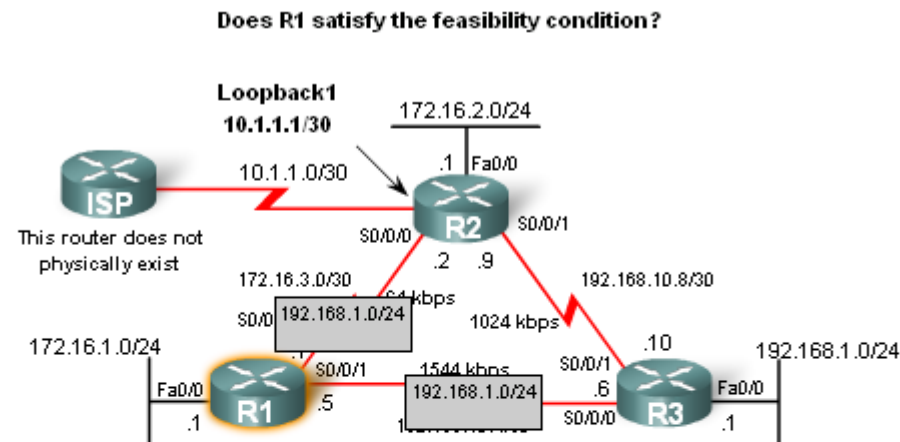 Does R1 satisfy the feasibility condition?
Loopback1
10.1.1.1/30
172.16.2.0/24
.1
Fa0/0
10.1.1.0/30
ISP
R2
This router does not
physically exist
S0/0/0
S0/0/1
.2
.9
172.16.3.0/30
192.168.10.8/30
kbps
S0/0
192.168.1.0/24
1024 kbps
172.16.1.0/24
.10
192.168.1.0/24
S0/0/1
1544 kbps
S0/0/1
Fa0/0
R1
.5
192.168.1.0/24
.6
R3
Fa0/0
.1
S0/0/0
.1